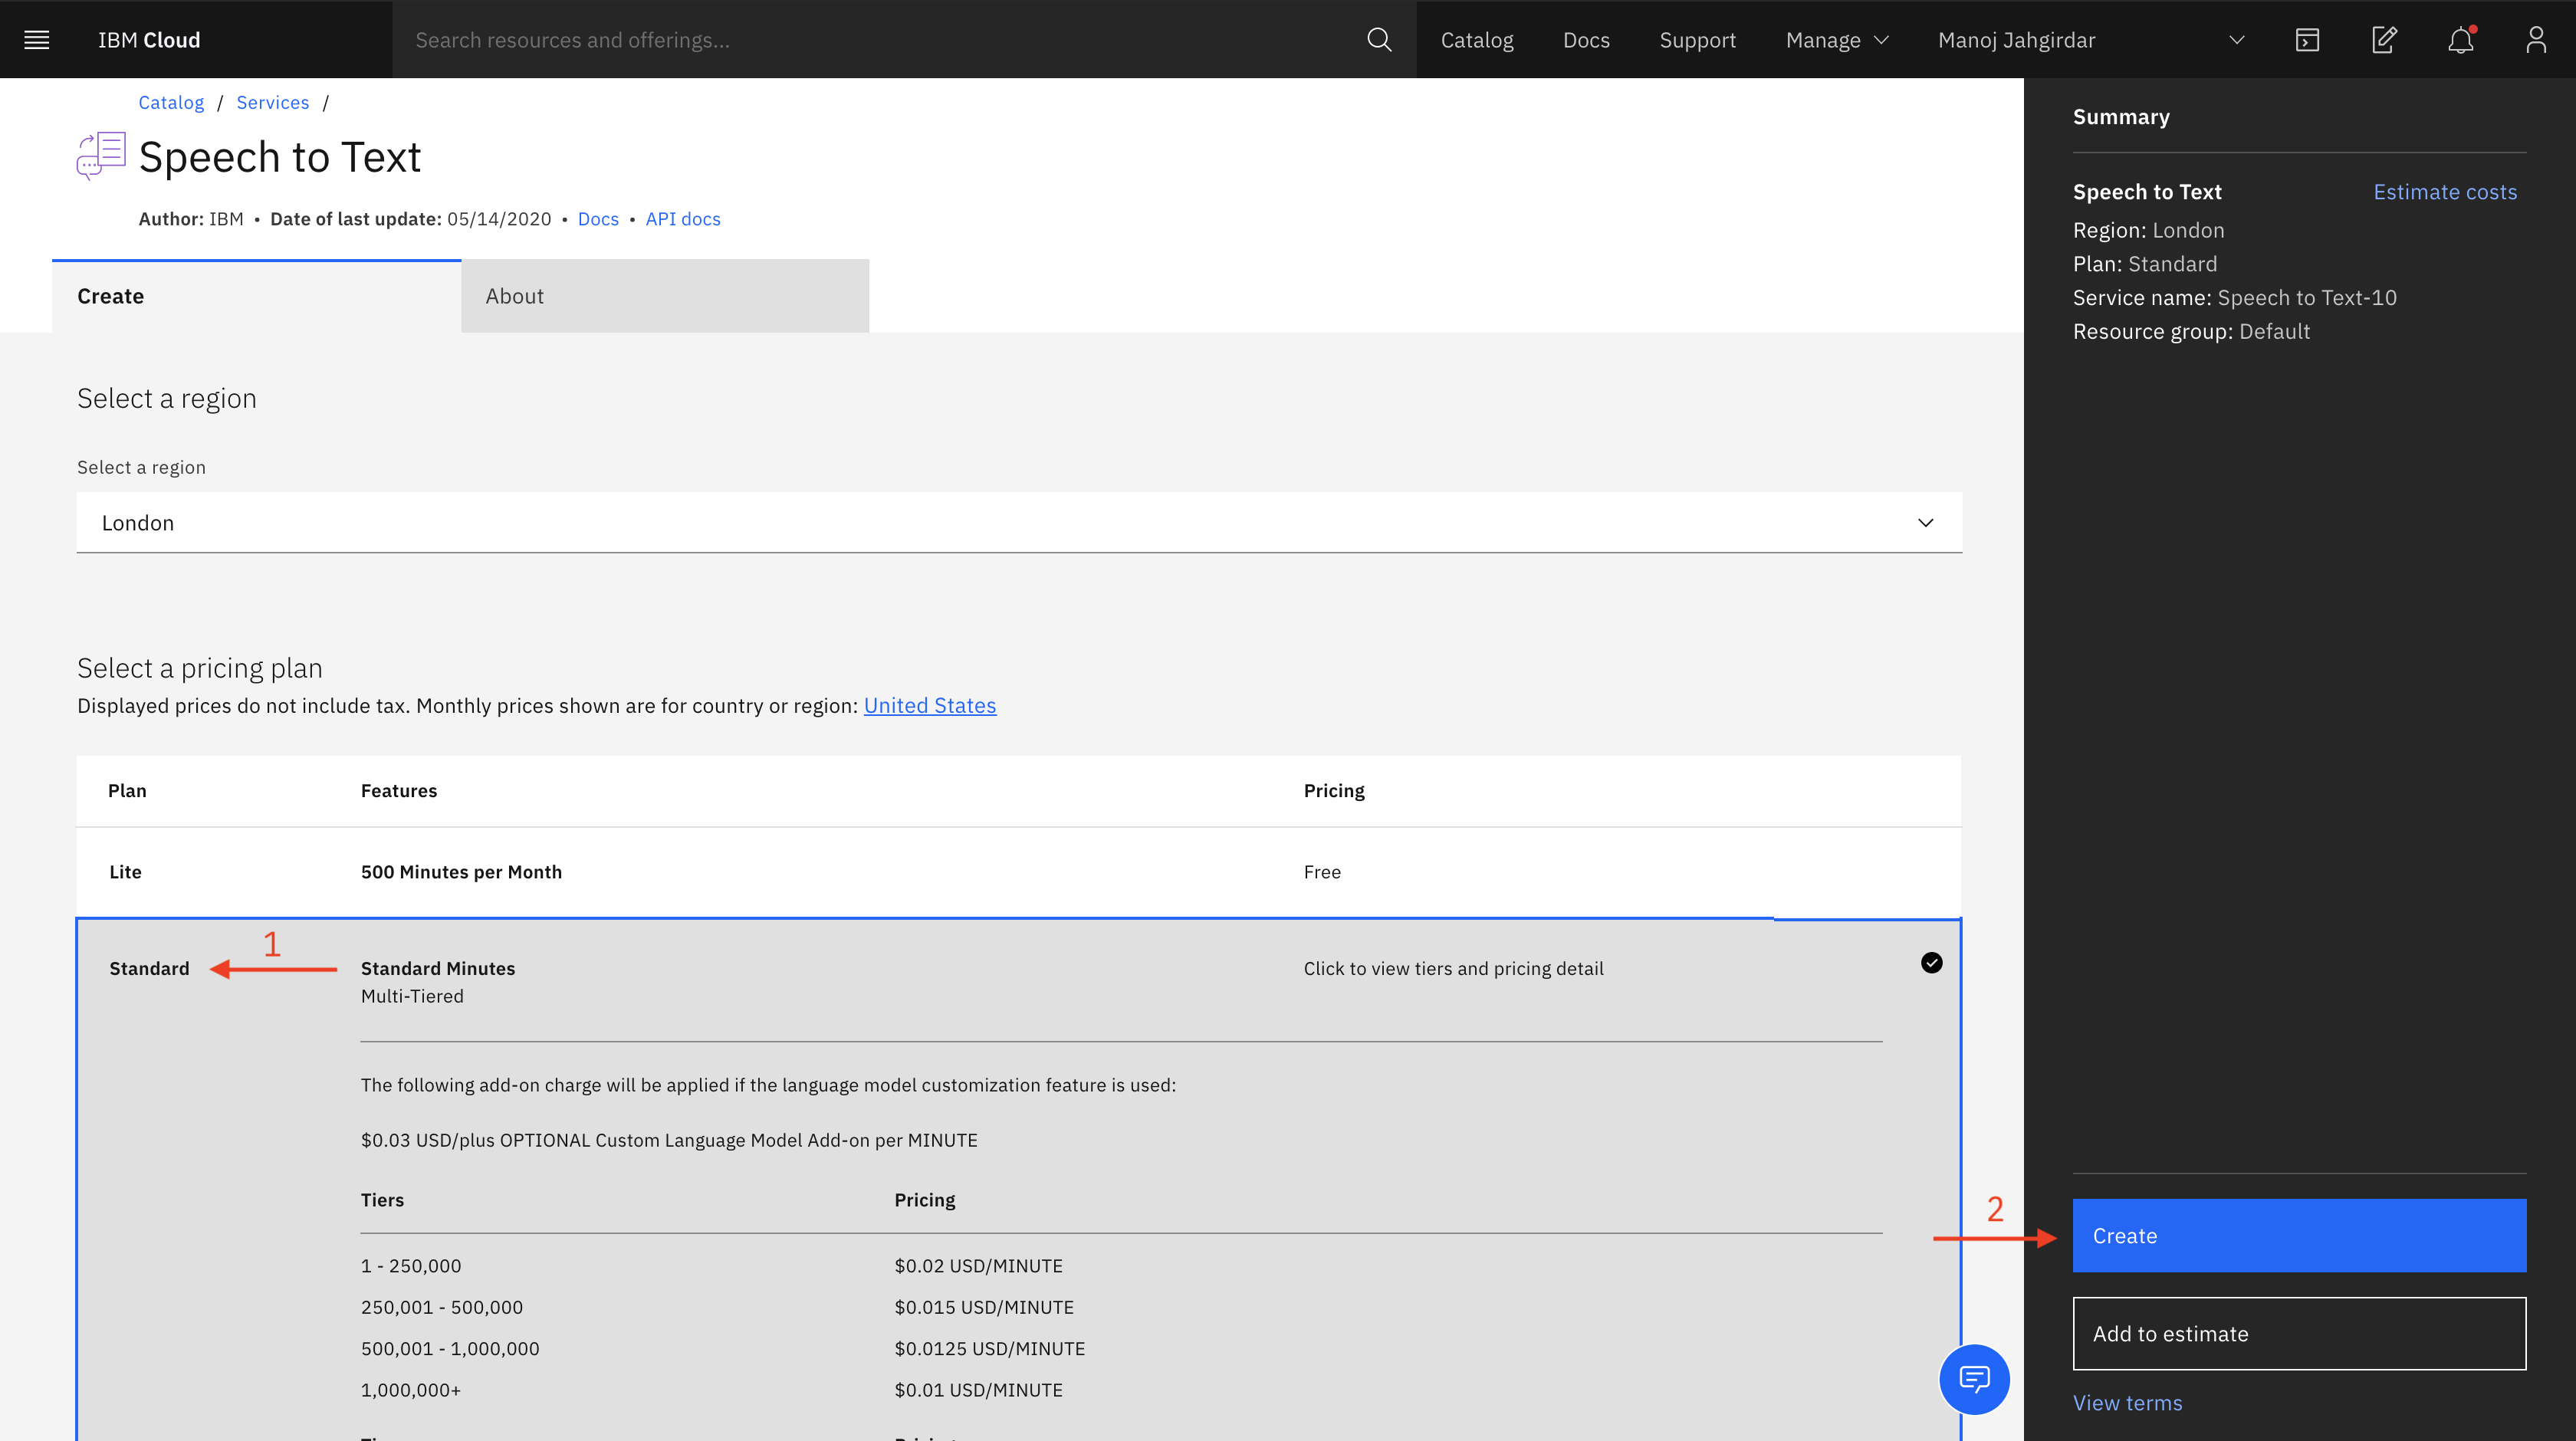 IBM Cloud
Search resources and offerings...
Catalog
Docs
Support
Manage
Manoj Jahgirdar
Catalog / Services /
Speech to Text
Author: IBM • Date of last update: 05/14/2020 • Docs • API docs
Create
About
Select a region
Select a region
London
Select a pricing plan
Displayed prices do not include tax. Monthly prices shown are for country or region: United States
Plan Features Pricing
Lite 500 Minutes per Month Free
1
Standard Standard Minutes Click to view tiers and pricing detail
Multi-Tiered
The following add-on charge will be applied if the language model customization feature is used:
$0.03 USD/plus OPTIONAL Custom Language Model Add-on per MINUTE
Tiers Pricing
1 - 250,000 $0.02 USD/MINUTE
250,001 - 500,000 $0.015 USD/MINUTE
500,001 - 1,000,000 $0.0125 USD/MINUTE
1,000,000+ $0.01 USD/MINUTE
Summary
Speech to Text Estimate costs
Region: London
Plan: Standard
Service name: Speech to Text-10
Resource group: Default
2
Create
Add to estimate
View terms